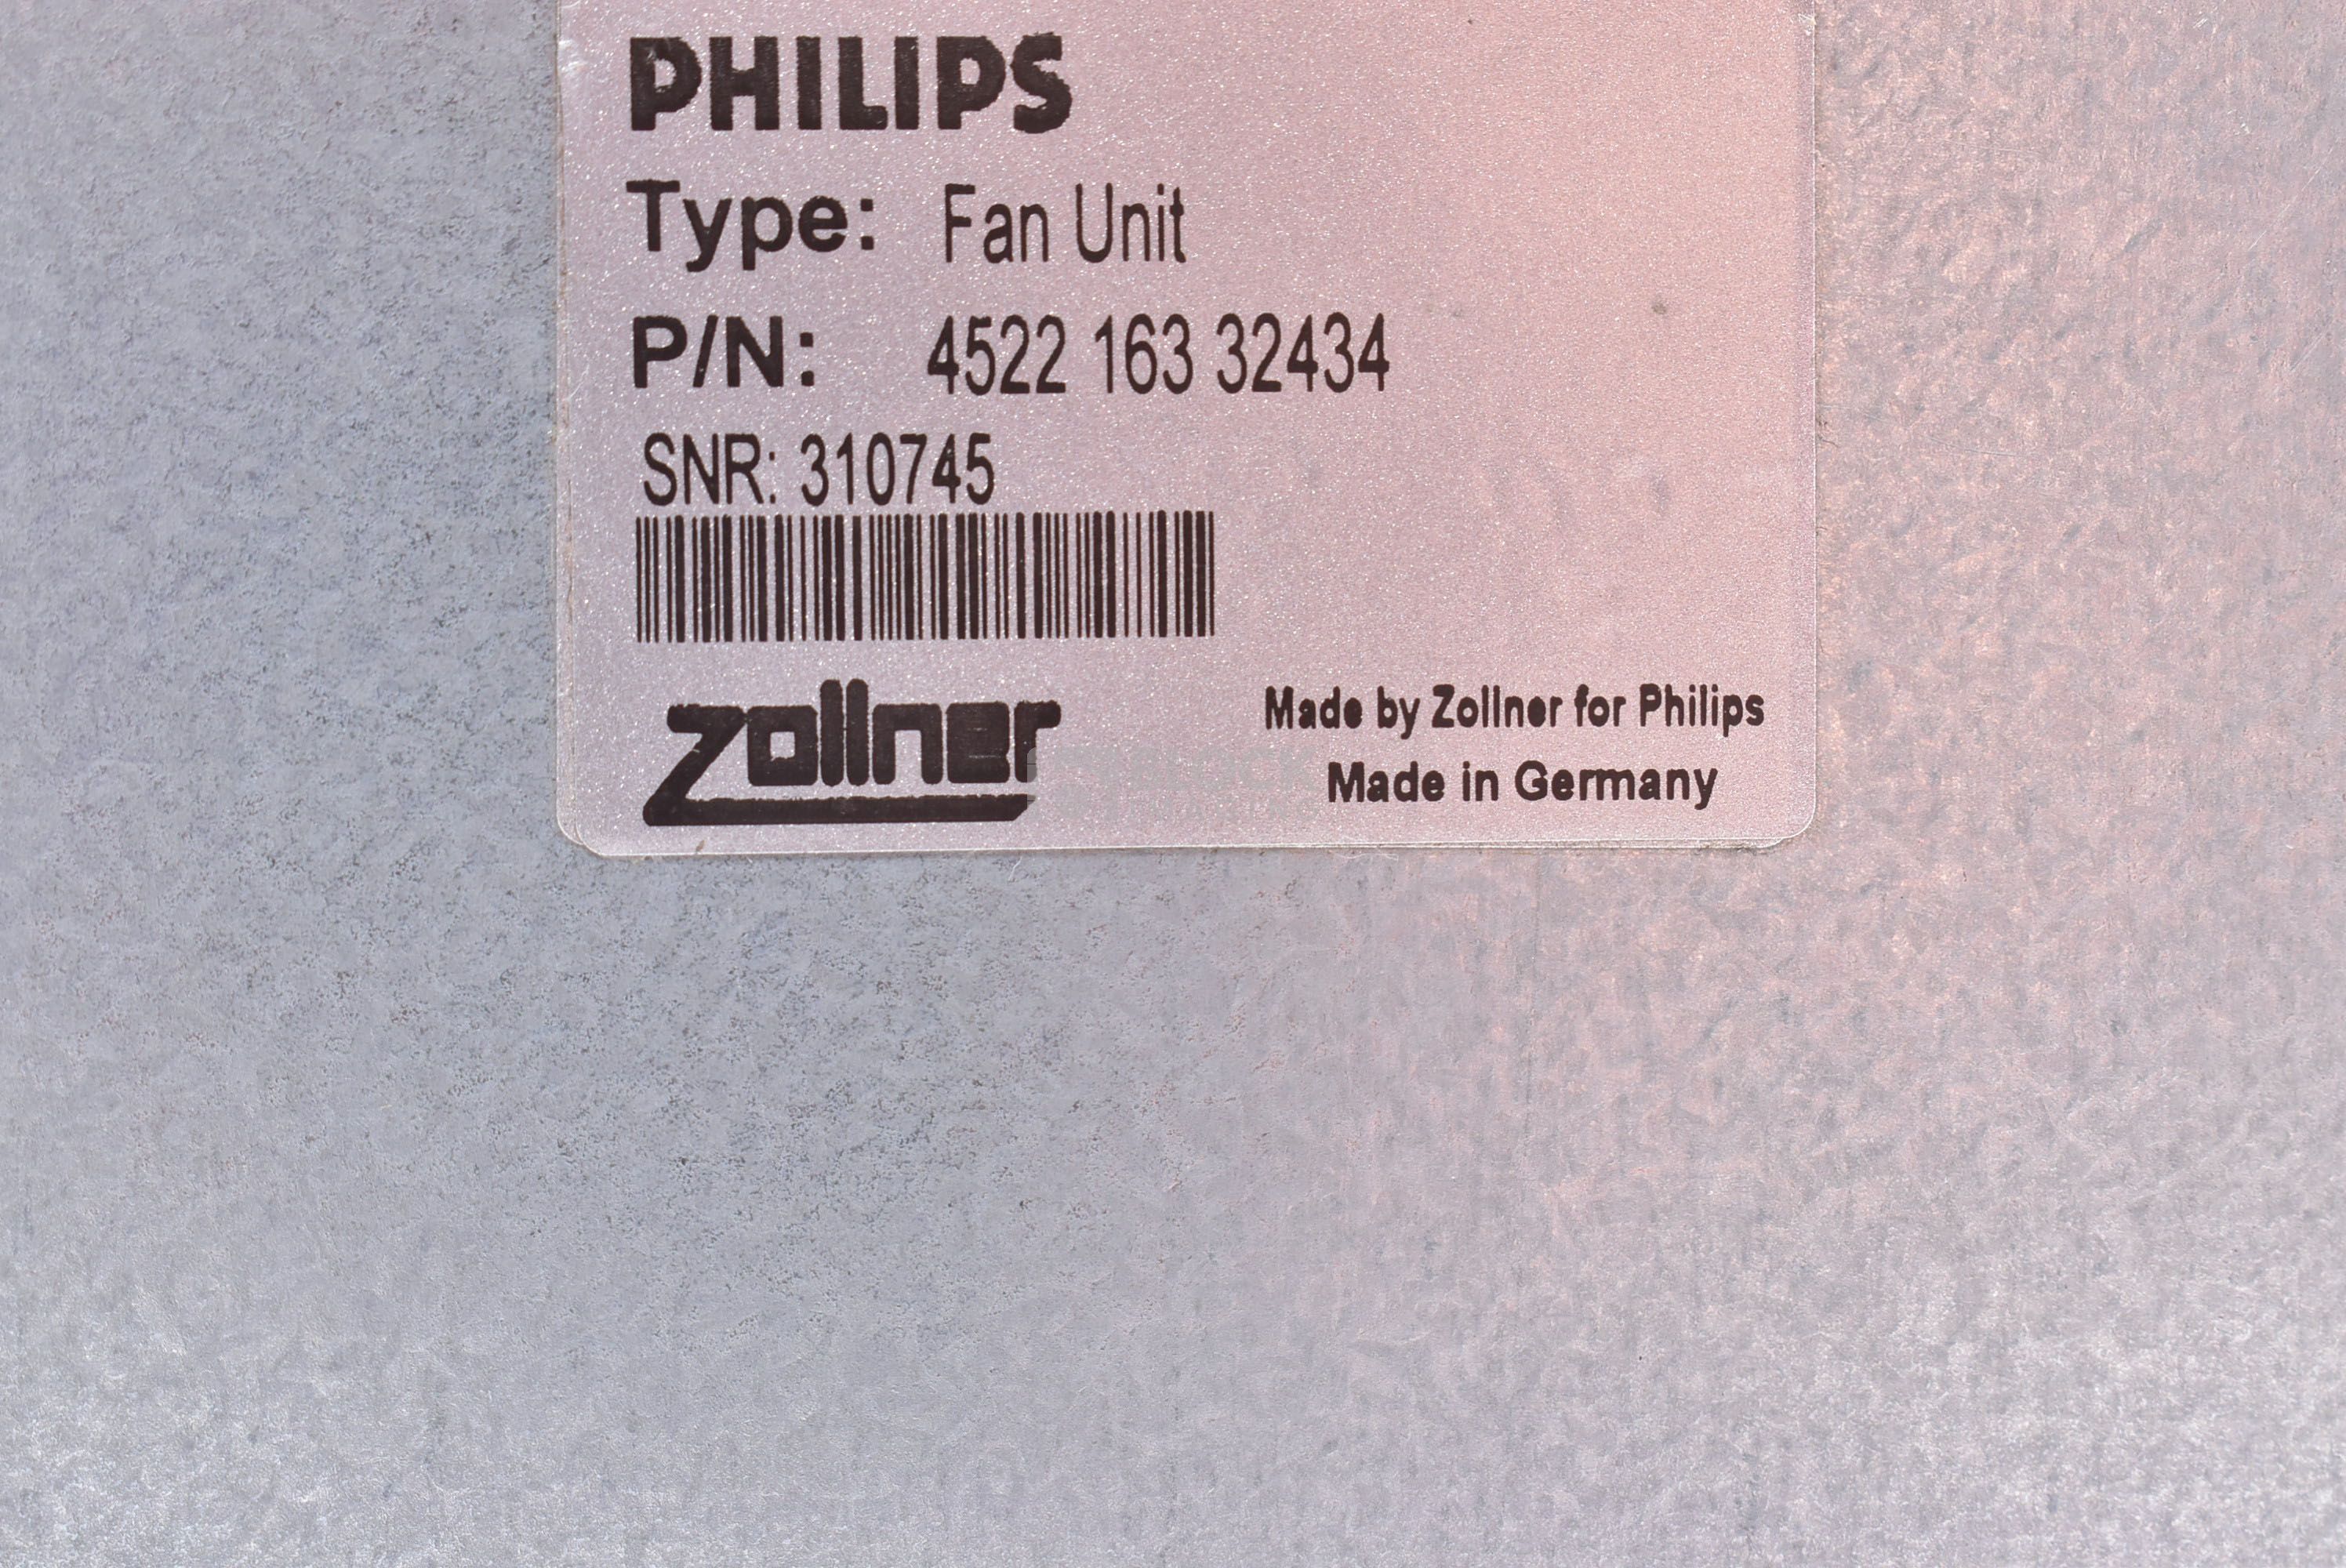 PHILIPS
Type: Fan Unit
P/N: 4522 163 32434
SNR: 310745
zollner
Made by Zollner for Philips
Made in Germany